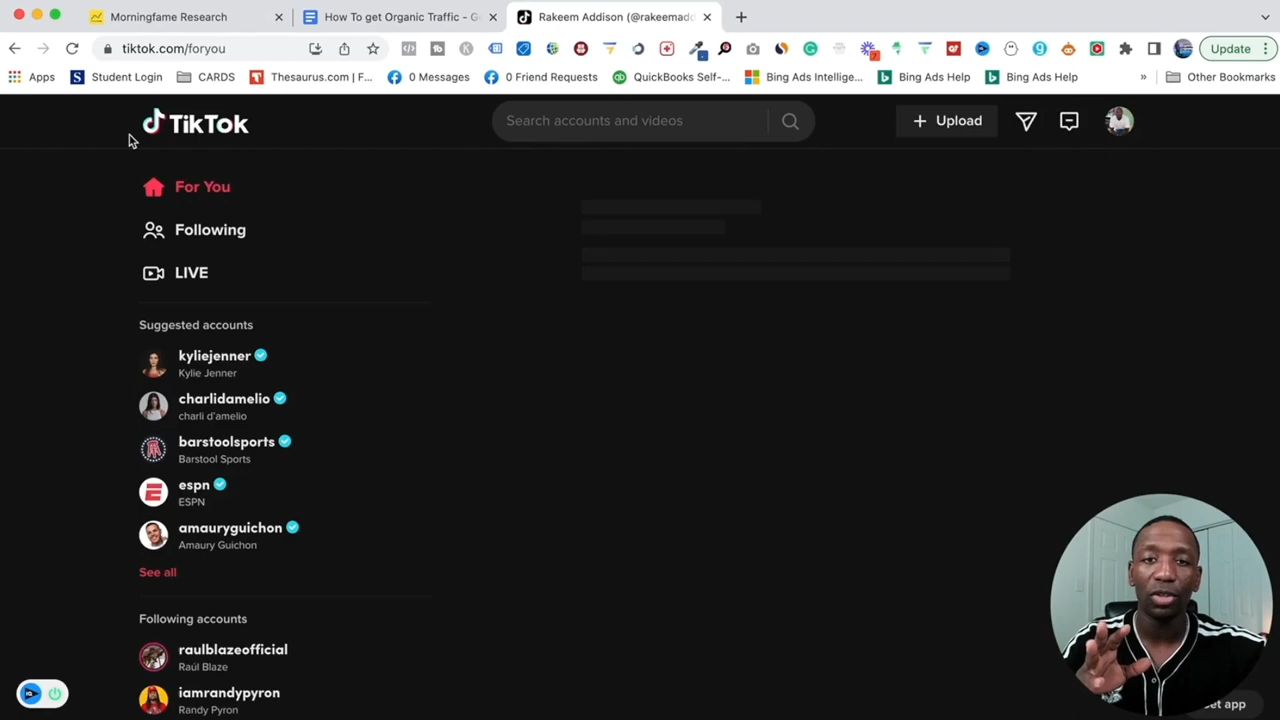 Morningfame Research
How To get Organic Traffic - G
Rakeem Addison (@rakeemadd
tiktok.com/foryou
Update
Apps
Student Login
CARDS
Thesaurus.com | F...
0 Messages
0 Friend Requests
QuickBooks Self-...
Bing Ads Intellige...
Bing Ads Help
Bing Ads Help
»
Other Bookmarks
TikTok
Search accounts and videos
+ Upload
For You
Following
LIVE
Suggested accounts
kyliejenner
Kylie Jenner
charlidamelio
charli d'amelio
barstoolsports
Barstool Sports
espn
ESPN
amauryguichon
Amaury Guichon
See all
Following accounts
raulblazeofficial
Raúl Blaze
iamrandypyron
Randy Pyron
app